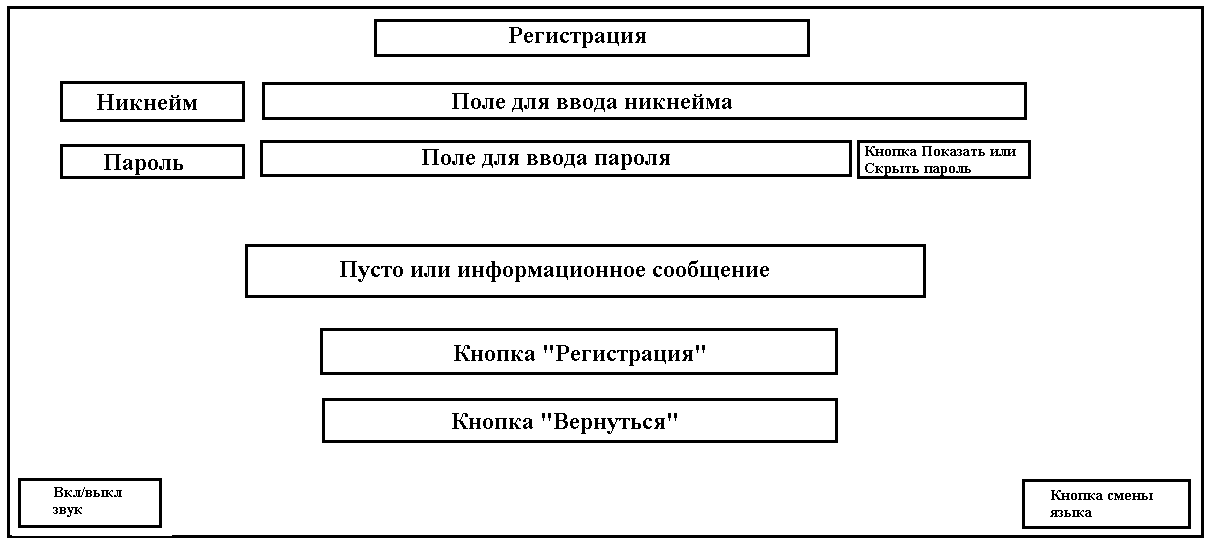 Регистрация
Никнейм
Поле для ввода никнейма
Пароль
Поле для ввода пароля
Кнопка Показать или
Скрыть пароль
Пусто или информационное сообщение
Кнопка "Регистрация"
Кнопка "Вернуться"
Вкл/выкл
звук
Кнопка смены
языка